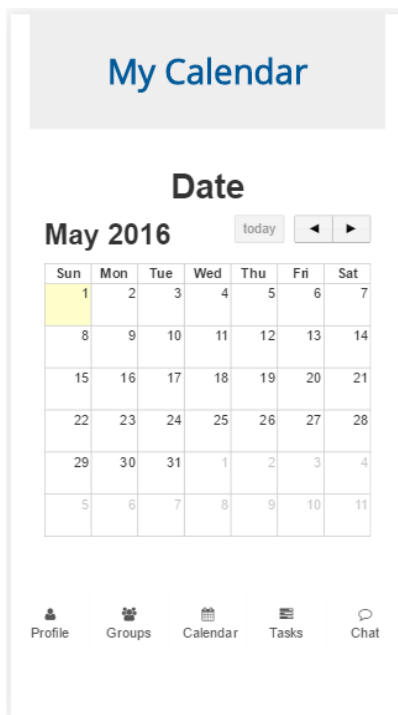 My Calendar
Date
May 2016 today ◄ ►
Sun Mon Tue Wed Thu Fri Sat
1 2 3 4 5 6 7
8 9 10 11 12 13 14
15 16 17 18 19 20 21
22 23 24 25 26 27 28
29 30 31 1 2 3 4
5 6 7 8 9 10 11
Profile Groups Calendar Tasks Chat